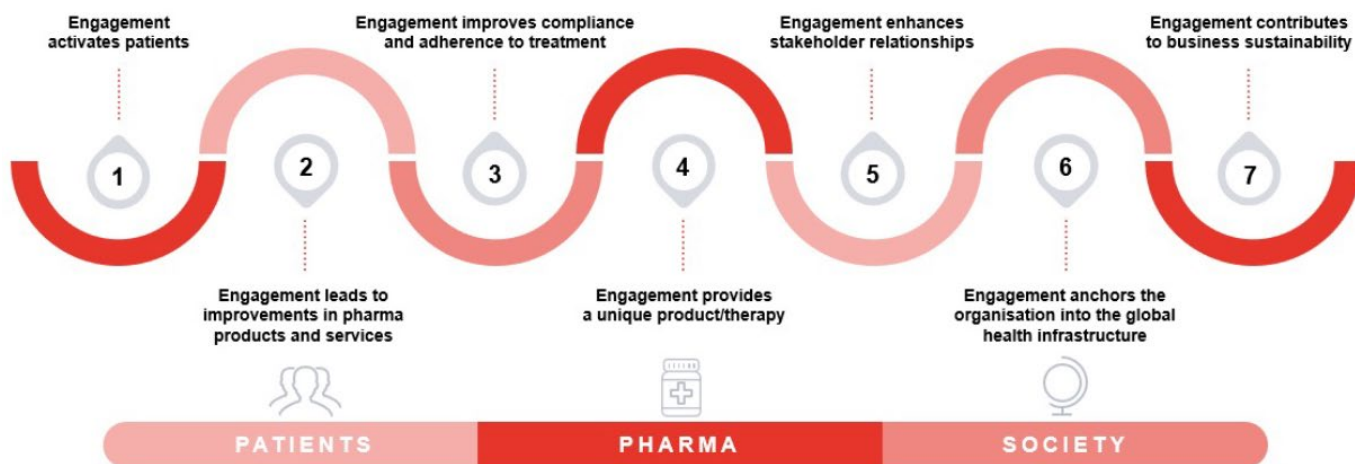 Engagement
activates patients
1
2
Engagement leads to
improvements in pharma
products and services
Engagement improves compliance
and adherence to treatment
3
4
Engagement provides
a unique product/therapy
Engagement enhances
stakeholder relationships
5
6
Engagement anchors the
organisation into the global
health infrastructure
Engagement contributes
to business sustainability
7
PATIENTS
PHARMA
SOCIETY